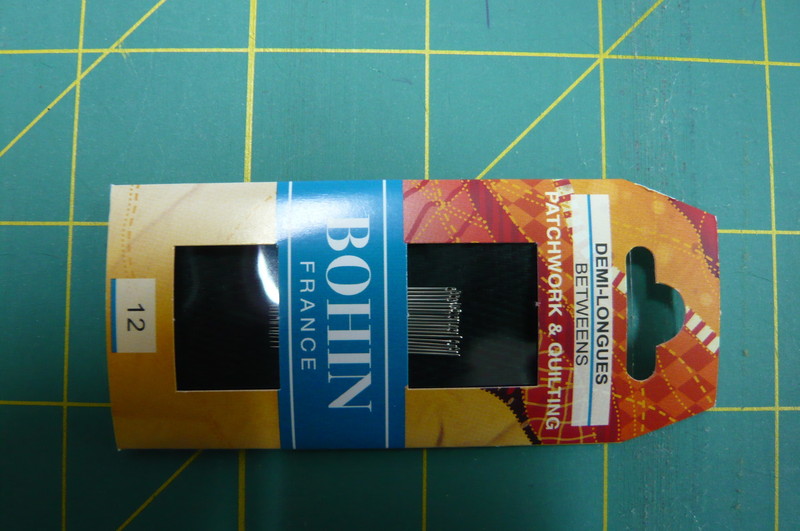 DEMI-LONGUES
BETWEENS
PATCHWORK & QUILTING
BOHIN
FRANCE
12